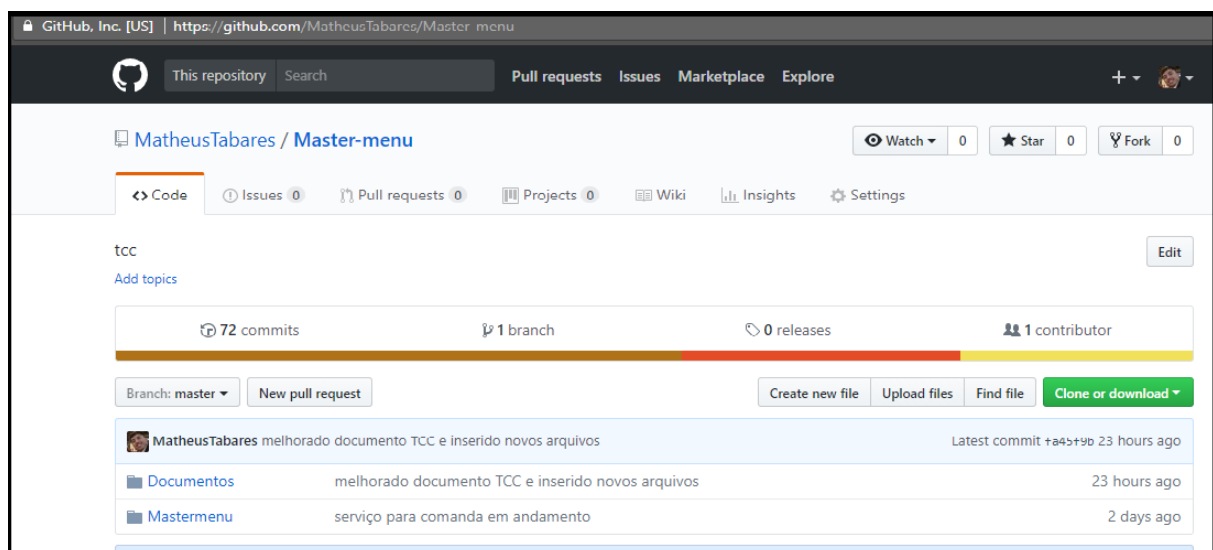 GitHub, Inc. [US] | https://github.com/MatheusTabares/Master-menu
This repository Search Pull requests Issues Marketplace Explore
MatheusTabares / Master-menu Watch 0 Star 0 Fork 0
Code Issues 0 Pull requests 0 Projects 0 Wiki Insights Settings
tcc Edit
Add topics
72 commits 1 branch 0 releases 1 contributor
Branch: master New pull request Create new file Upload files Find file Clone or download
MatheusTabares melhorado documento TCC e inserido novos arquivos Latest commit 23 hours ago
Documentos melhorado documento TCC e inserido novos arquivos 23 hours ago
Mastermenu serviço para comanda em andamento 2 days ago